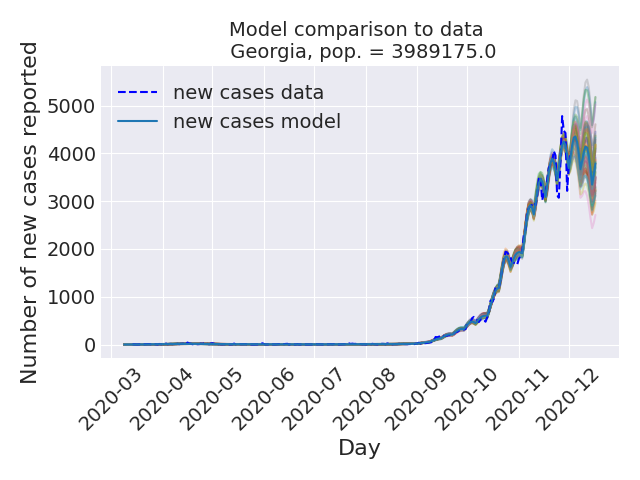 Model comparison to data
Georgia, pop. = 3989175.0
Number of new cases reported
5000
4000
3000
2000
1000
0
new cases data
new cases model
2020-03
2020-04
2020-05
2020-06
2020-07
2020-08
2020-09
2020-10
2020-11
2020-12
Day